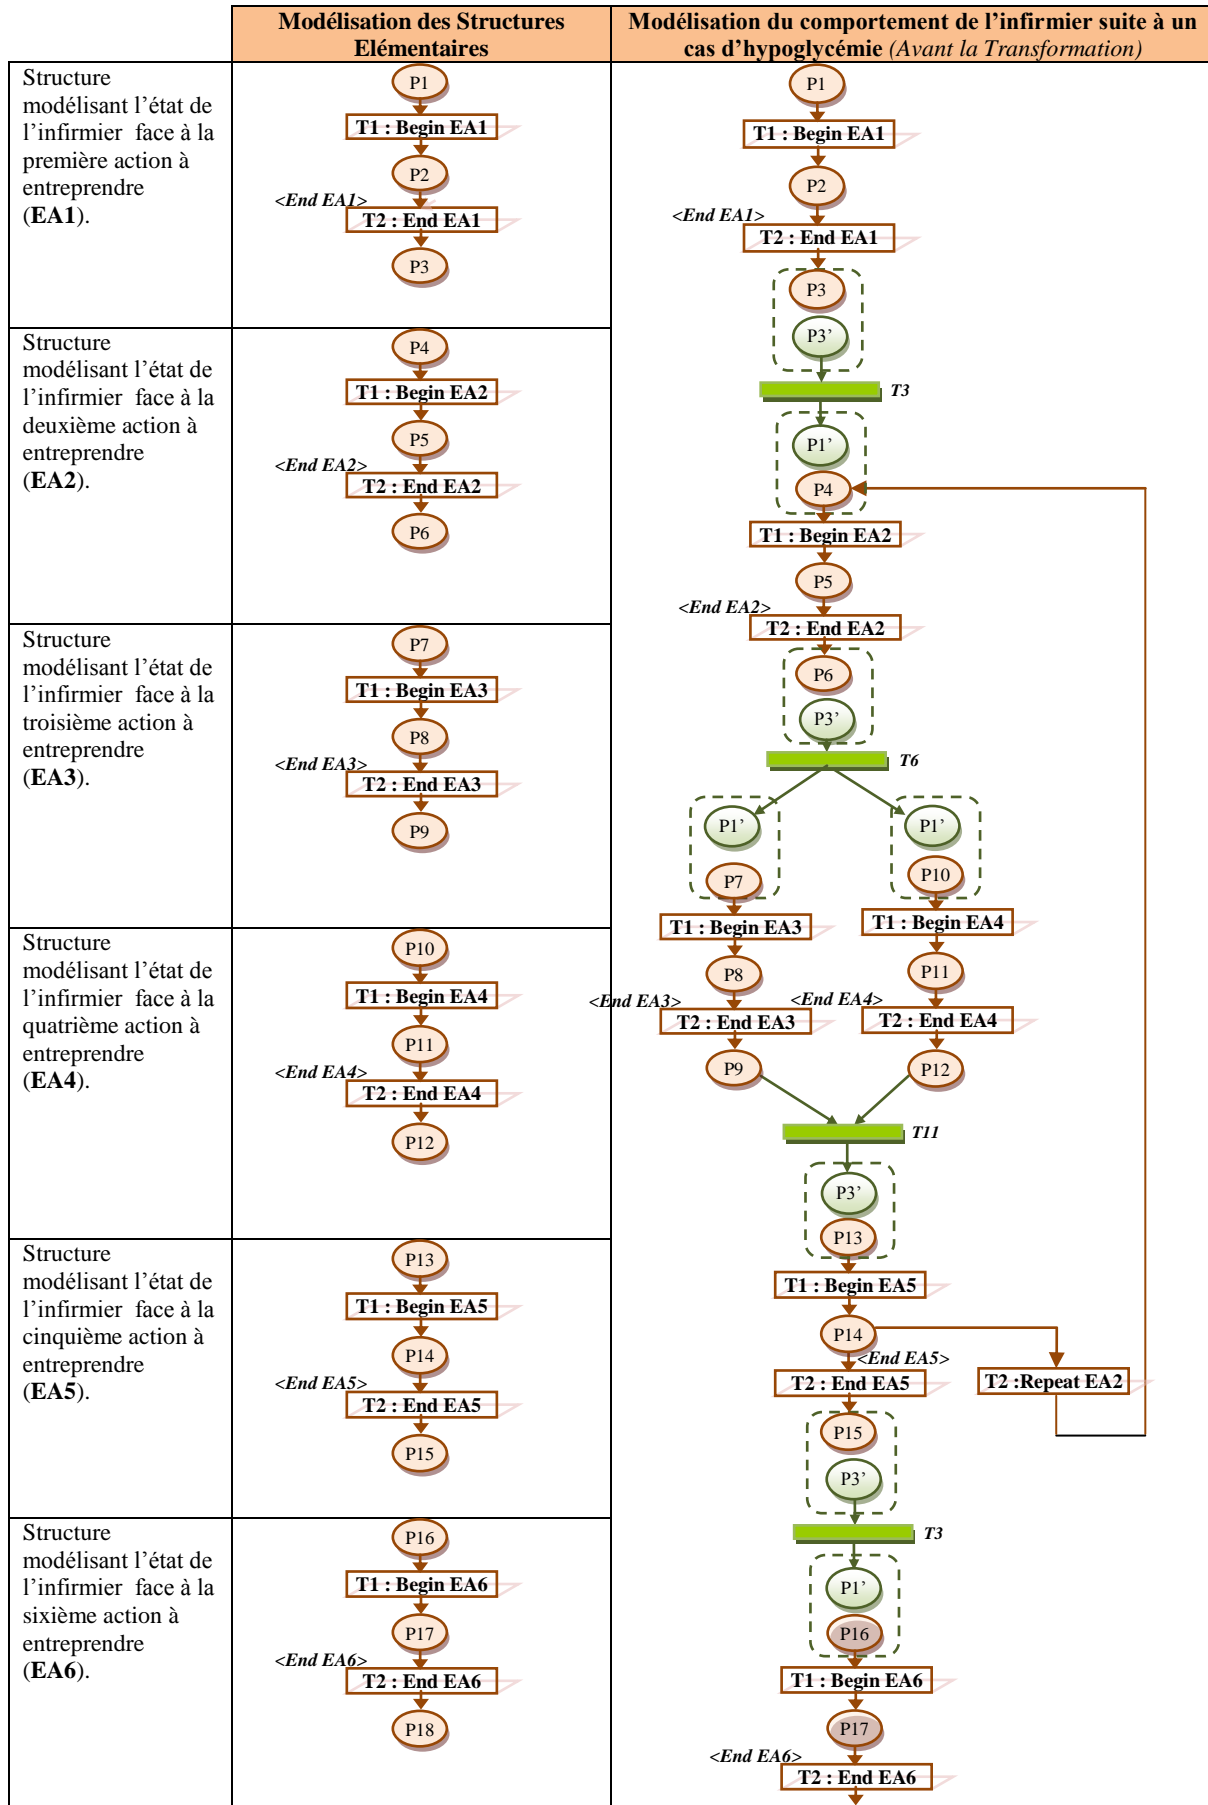 Modélisation des Structures
Elémentaires
Modélisation du comportement de l’infirmier suite à un
cas d’hypoglycémie (Avant la Transformation)
Structure
modélisant l’état de
l’infirmier face à la
première action à
entreprendre
(EA1).
P1
T1 : Begin EA1
P2
<End EA1>
T2 : End EA1
P3
Structure
modélisant l’état de
l’infirmier face à la
deuxième action à
entreprendre
(EA2).
P4
T1 : Begin EA2
P5
<End EA2>
T2 : End EA2
P6
Structure
modélisant l’état de
l’infirmier face à la
troisième action à
entreprendre
(EA3).
P7
T1 : Begin EA3
P8
<End EA3>
T2 : End EA3
P9
Structure
modélisant l’état de
l’infirmier face à la
quatrième action à
entreprendre
(EA4).
P10
T1 : Begin EA4
P11
<End EA4>
T2 : End EA4
P12
Structure
modélisant l’état de
l’infirmier face à la
cinquième action à
entreprendre
(EA5).
P13
T1 : Begin EA5
P14
<End EA5>
T2 : End EA5
P15
Structure
modélisant l’état de
l’infirmier face à la
sixième action à
entreprendre
(EA6).
P16
T1 : Begin EA6
P17
<End EA6>
T2 : End EA6
P18
P1
T1 : Begin EA1
P2
<End EA1>
T2 : End EA1
P3
P3’
T3
P1’
P4
T1 : Begin EA2
P5
<End EA2>
T2 : End EA2
P6
P3’
T6
P1’ P1’
P7 P10
T1 : Begin EA3 T1 : Begin EA4
P8 P11
<End EA3> <End EA4>
T2 : End EA3 T2 : End EA4
P9 P12
T11
P3’
P13
T1 : Begin EA5
P14
<End EA5>
T2 : End EA5 T2 :Repeat EA2
P15
P3’
T3
P1’
P16
T1 : Begin EA6
P17
<End EA6>
T2 : End EA6